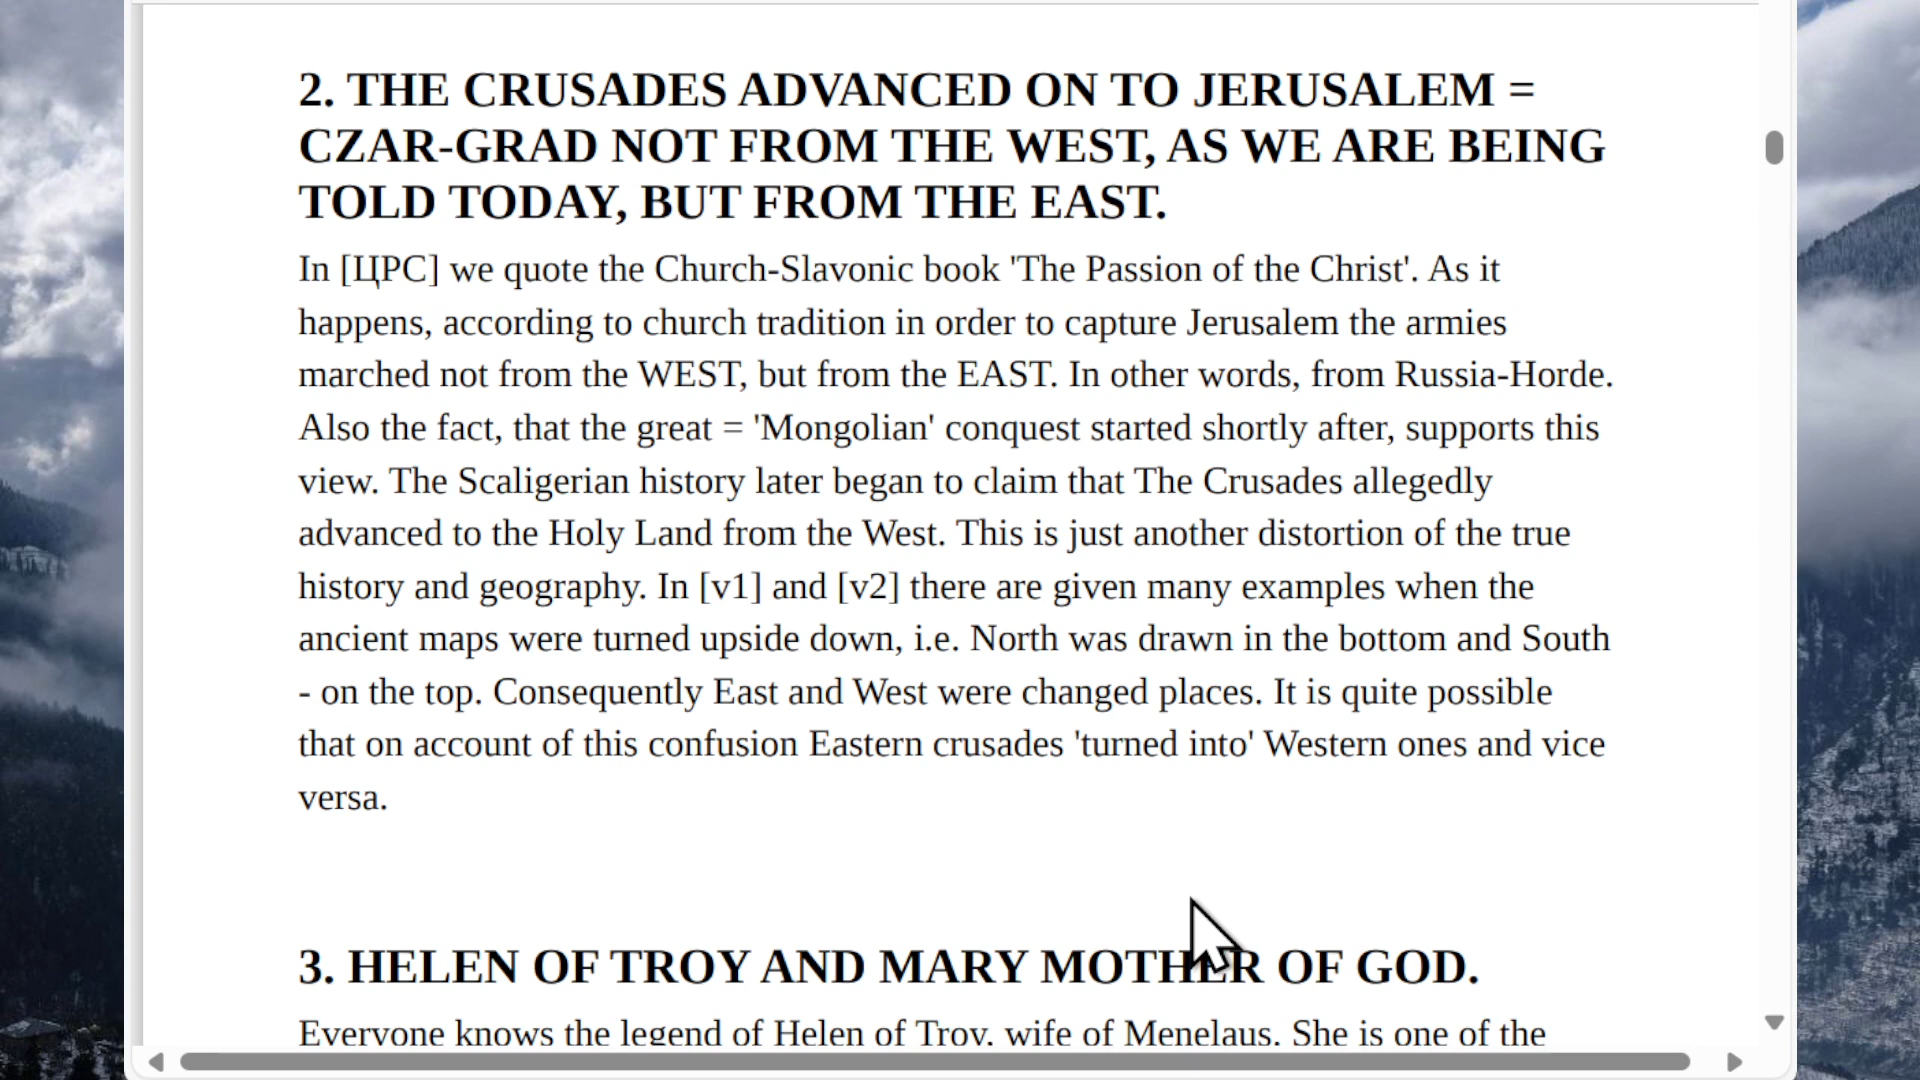 2. THE CRUSADES ADVANCED ON TO JERUSALEM =
CZAR-GRAD NOT FROM THE WEST, AS WE ARE BEING
TOLD TODAY, BUT FROM THE EAST.
In [ЦРС] we quote the Church-Slavonic book 'The Passion of the Christ'. As it
happens, according to church tradition in order to capture Jerusalem the armies
marched not from the WEST, but from the EAST. In other words, from Russia-Horde.
Also the fact, that the great = 'Mongolian' conquest started shortly after, supports this
view. The Scaligerian history later began to claim that The Crusades allegedly
advanced to the Holy Land from the West. This is just another distortion of the true
history and geography. In [v1] and [v2] there are given many examples when the
ancient maps were turned upside down, i.e. North was drawn in the bottom and South
- on the top. Consequently East and West were changed places. It is quite possible
that on account of this confusion Eastern crusades 'turned into' Western ones and vice
versa.
3. HELEN OF TROY AND MARY MOTHER OF GOD.
Everyone knows the legend of Helen of Troy, wife of Menelaus. She is one of the